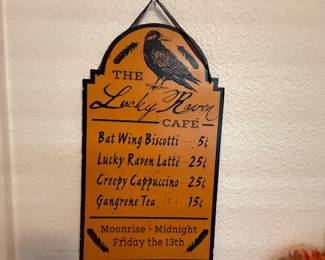 THE
Lucky Raven
CAFÉ
Bat Wing Biscotti 5¢
Lucky Raven Latté 25¢
Creepy Cappuccino 25¢
Gangrene Tea 15¢
Moonrise - Midnight
Friday the 13th